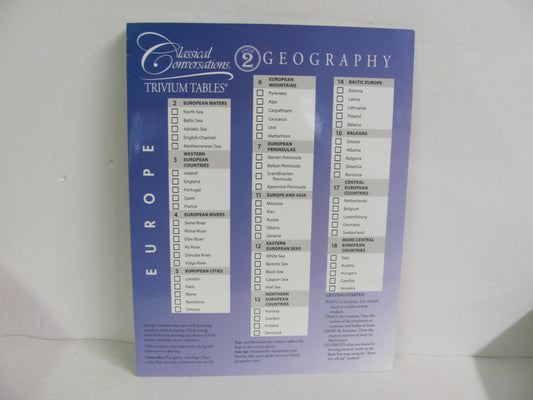 Classical
Conversations.
TRIVIUM TABLES®
CYCLE
2
GEOGRAPHY
EUROPE
2 EUROPEAN WATERS
North Sea
Baltic Sea
Adriatic Sea
English Channel
Mediterranean Sea
3 WESTERN
EUROPEAN
COUNTRIES
Ireland
England
Portugal
Spain
France
4 EUROPEAN RIVERS
Seine River
Rhine River
Elbe River
Po River
Danube River
Volga River
5 EUROPEAN CITIES
London
Paris
Rome
Barcelona
Orleans
6 EUROPEAN
MOUNTAINS
Pyrenees
Alps
Carpathians
Caucasus
Ural
Matterhorn
7 EUROPEAN
PENINSULAS
Iberian Peninsula
Balkan Peninsula
Scandinavian
Peninsula
Apennine Peninsula
11 EUROPE AND ASIA
Moscow
Kiev
Russia
Siberia
Ukraine
12 EASTERN
EUROPEAN SEAS
White Sea
Barents Sea
Black Sea
Caspian Sea
Aral Sea
13 NORTHERN
EUROPEAN
COUNTRIES
Norway
Sweden
Finland
Denmark
14 BALTIC EUROPE
Estonia
Latvia
Lithuania
Poland
Belarus
16 BALKANS
Greece
Albania
Bulgaria
Slovenia
Romania
17 CENTRAL
EUROPEAN
COUNTRIES
Netherlands
Belgium
Luxembourg
Germany
Switzerland
18 MORE CENTRAL
EUROPEAN
COUNTRIES
Italy
Austria
Hungary
Czechia
Slovakia
GETTING STARTED